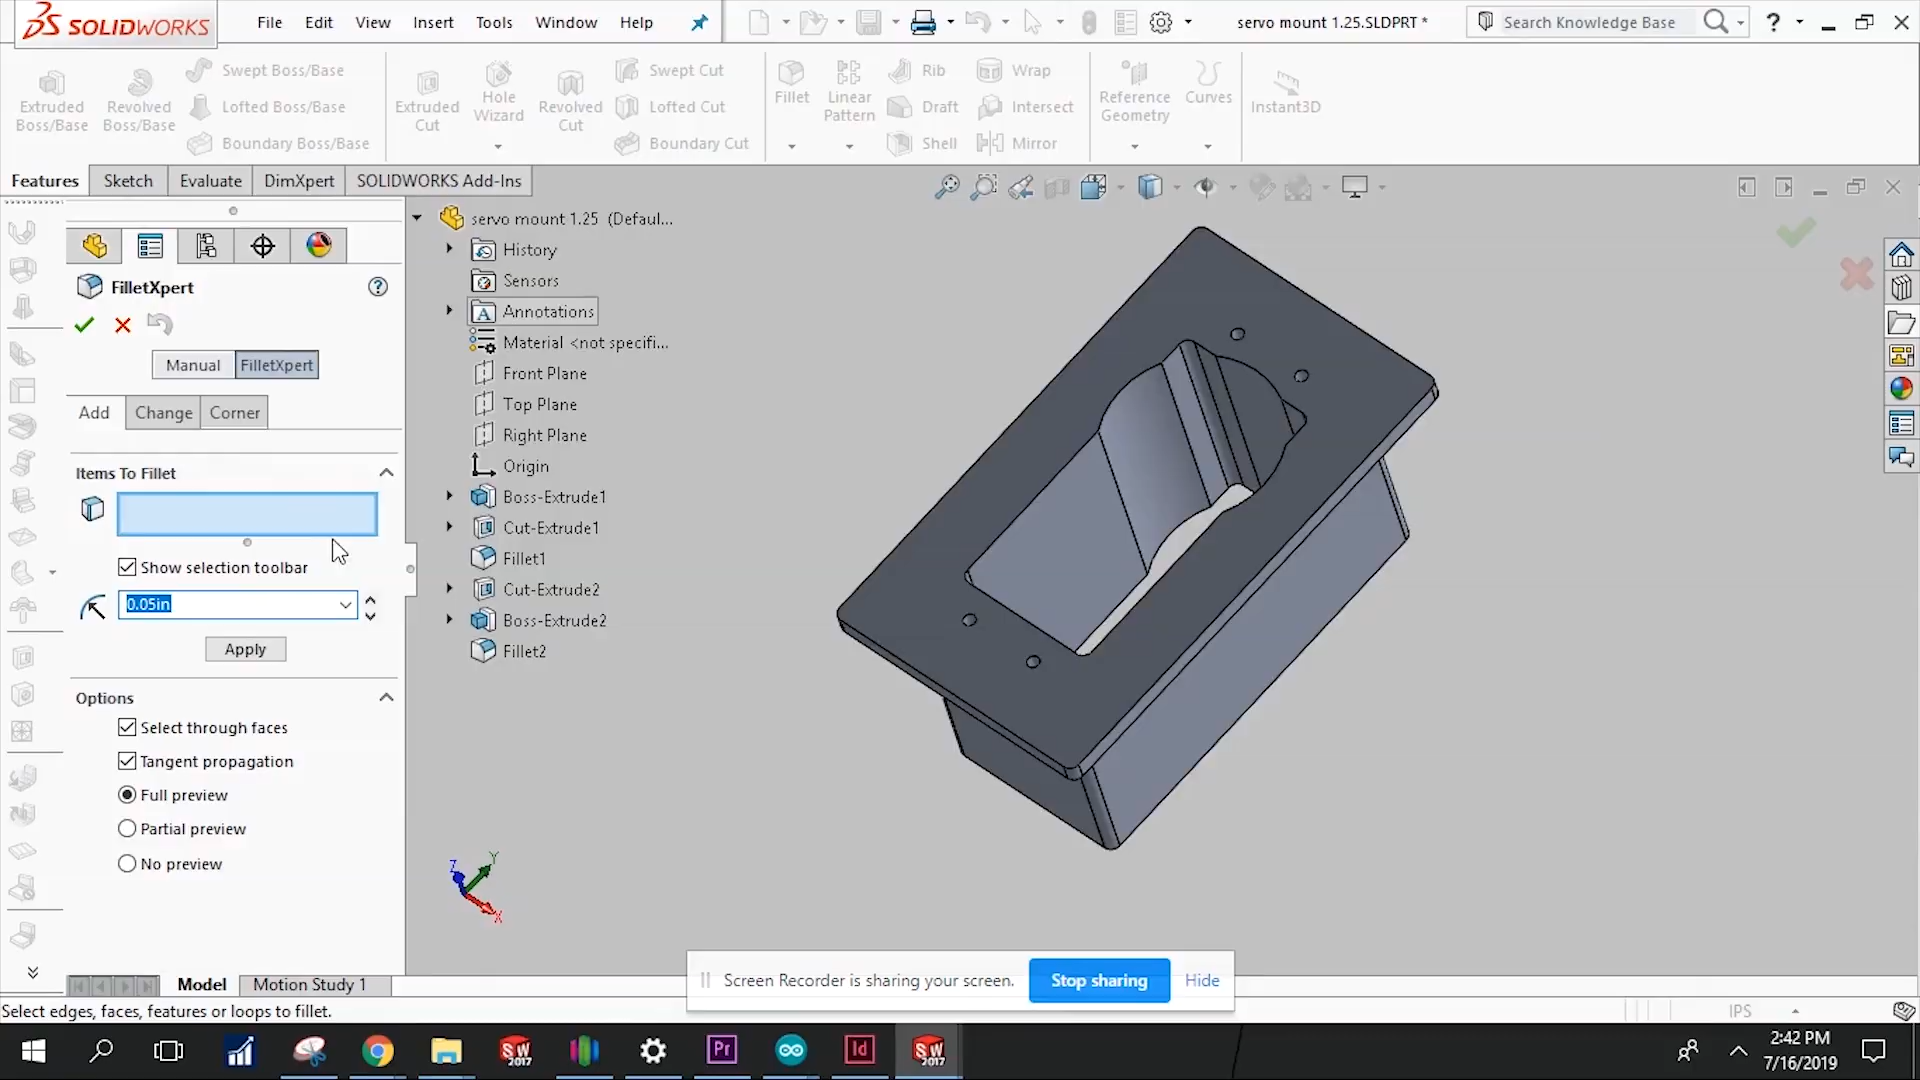 SOLIDWORKS
File Edit View Insert Tools Window Help
servo mount 1.25.SLDPRT *
Search Knowledge Base
?
Extruded Boss/Base
Revolved Boss/Base
Swept Boss/Base
Lofted Boss/Base
Boundary Boss/Base
Extruded Cut
Hole Wizard
Revolved Cut
Swept Cut
Lofted Cut
Boundary Cut
Fillet
Linear Pattern
Rib
Draft
Shell
Wrap
Intersect
Mirror
Reference Geometry
Curves
Instant3D
Features Sketch Evaluate DimXpert SOLIDWORKS Add-Ins
FilletXpert
?
Manual FilletXpert
Add Change Corner
Items To Fillet
Show selection toolbar
0.05in
Apply
Options
Select through faces
Tangent propagation
Full preview
Partial preview
No preview
servo mount 1.25 (Defaul...
History
Sensors
A Annotations
Material <not specifi...
Front Plane
Top Plane
Right Plane
Origin
Boss-Extrude1
Cut-Extrude1
Fillet1
Cut-Extrude2
Boss-Extrude2
Fillet2
Z Y
X
Model Motion Study 1
Screen Recorder is sharing your screen. Stop sharing Hide
Select edges, faces, features or loops to fillet.
IPS
SW 2017
Pr
Id
SW 2017
2:42 PM
7/16/2019